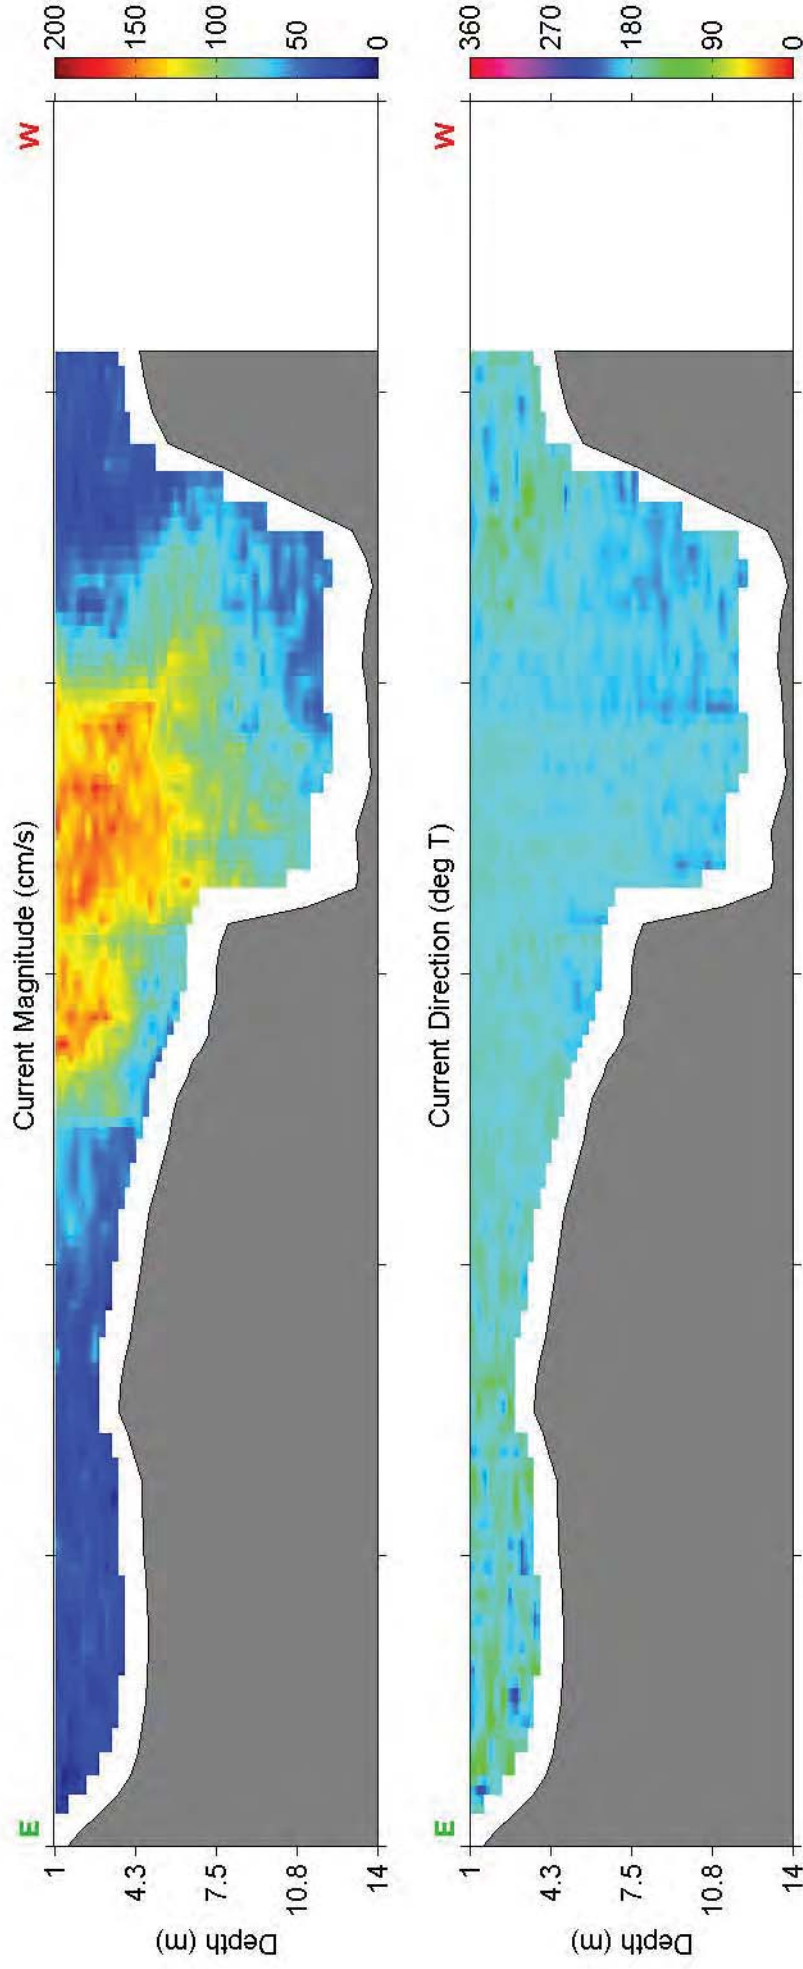 Current Magnitude (cm/s)
E
W
1
4.3
7.5
10.8
14
Depth (m)
200
150
100
50
0
Current Direction (deg T)
E
W
1
4.3
7.5
10.8
14
Depth (m)
360
270
180
90
0